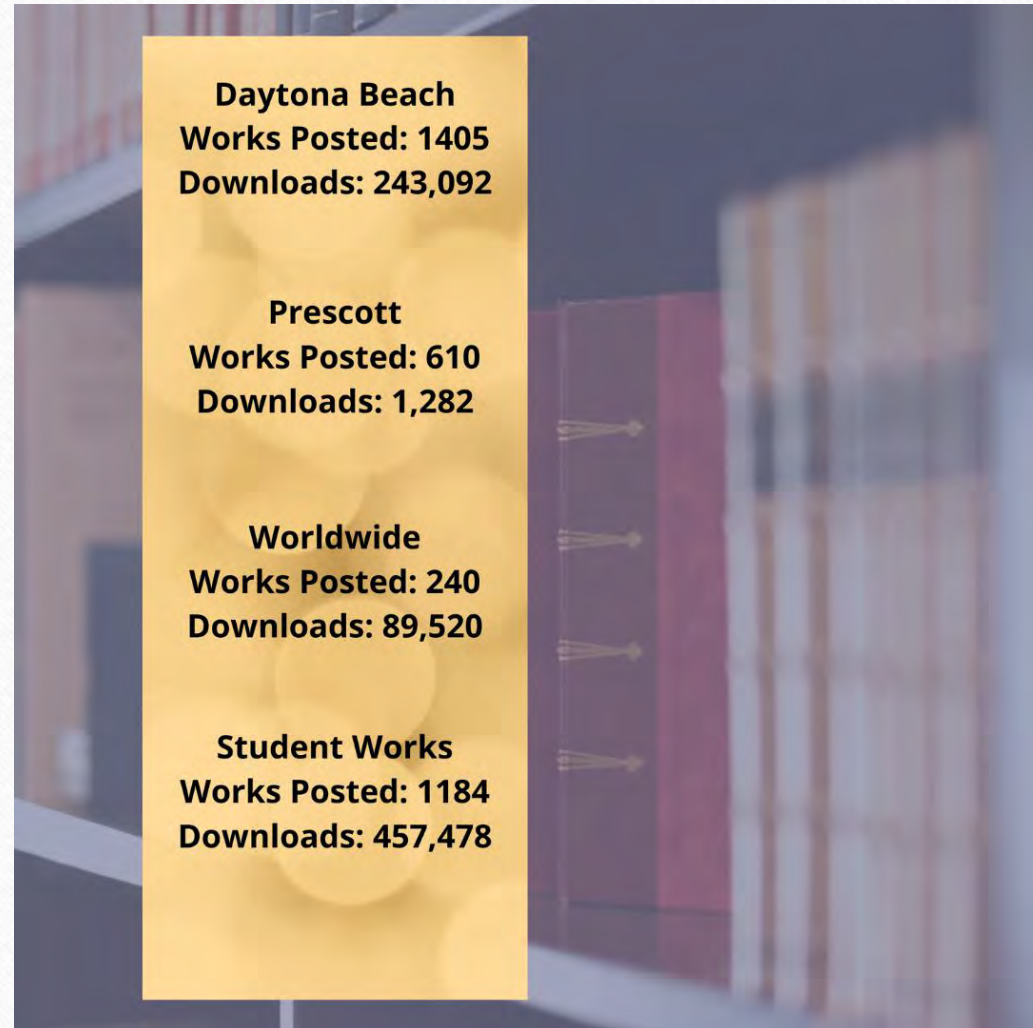 Daytona Beach
Works Posted: 1405
Downloads: 243,092
Prescott
Works Posted: 610
Downloads: 1,282
Worldwide
Works Posted: 240
Downloads: 89,520
Student Works
Works Posted: 1184
Downloads: 457,478